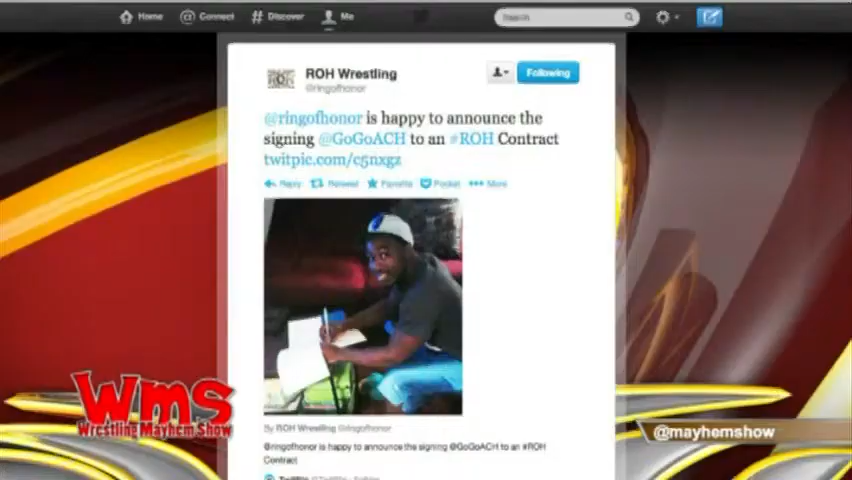 Home
Connect
Discover
Me
Search
ROH Wrestling
@ringofhonor
Following
@ringofhonor is happy to announce the
signing @GoGoACH to an #ROH Contract
twitpic.com/c5nxgz
Reply Retweet Favorite Pocket More
By ROH Wrestling @ringofhonor
@ringofhonor is happy to announce the signing @GoGoACH to an #ROH
Contract
WMS
Wrestling Mayhem Show
@mayhemshow